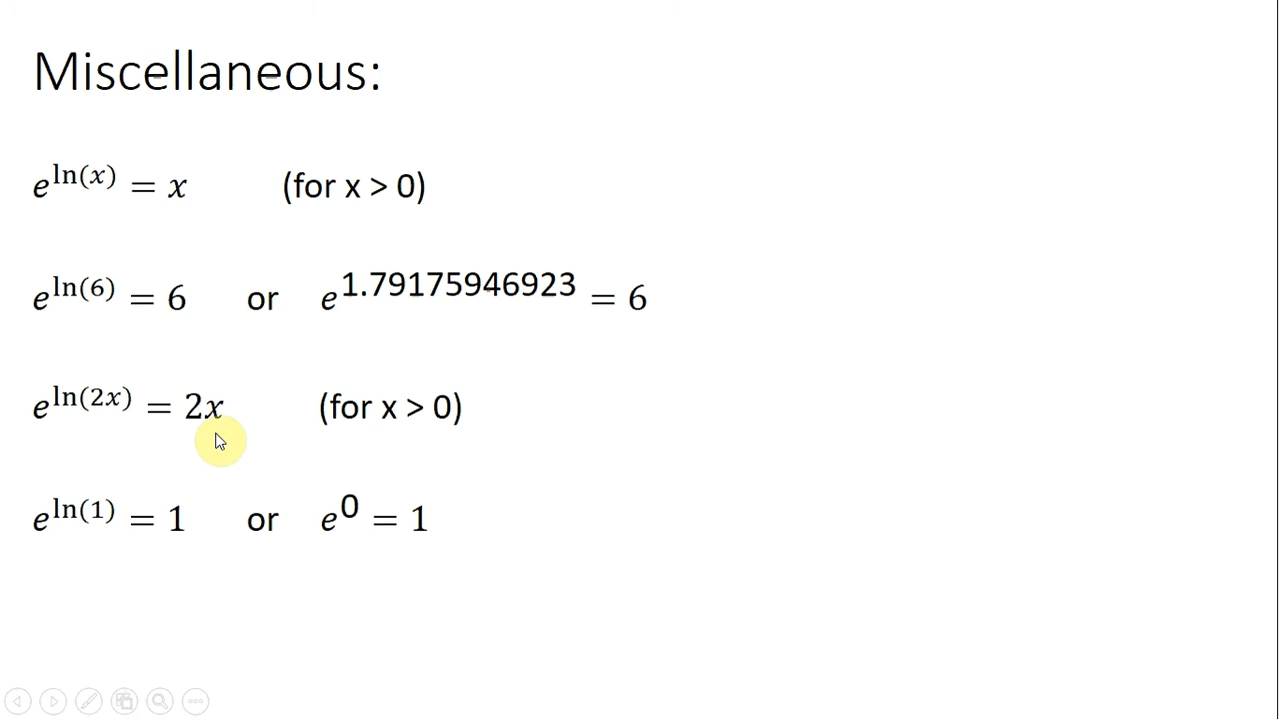 Miscellaneous:
e^{ln(x)} = x (for x > 0)
e^{ln(6)} = 6 or e^{1.79175946923} = 6
e^{ln(2x)} = 2x (for x > 0)
e^{ln(1)} = 1 or e^{0} = 1